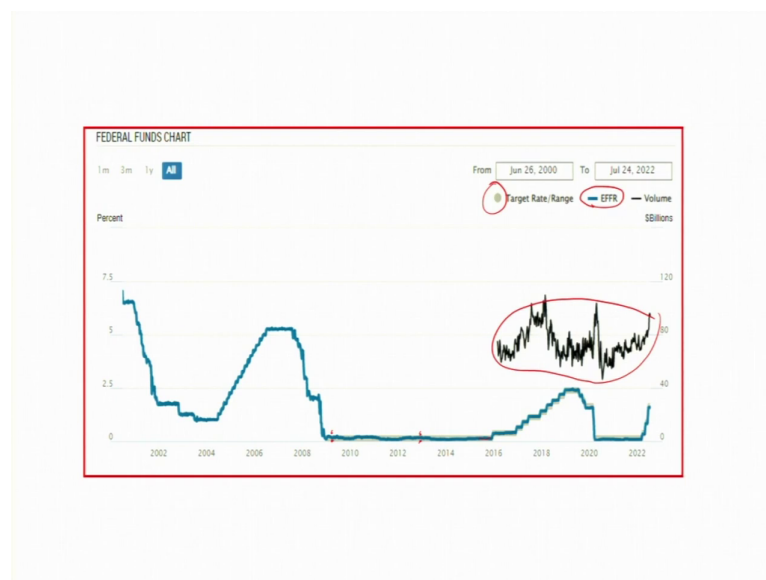 FEDERAL FUNDS CHART
1m 3m 1y All From Jun 26, 2000 To Jul 24, 2022
Target Rate/Range EFFR Volume
Percent $Billions
7.5 120
5 80
2.5 40
0 0
2002 2004 2006 2008 2010 2012 2014 2016 2018 2020 2022